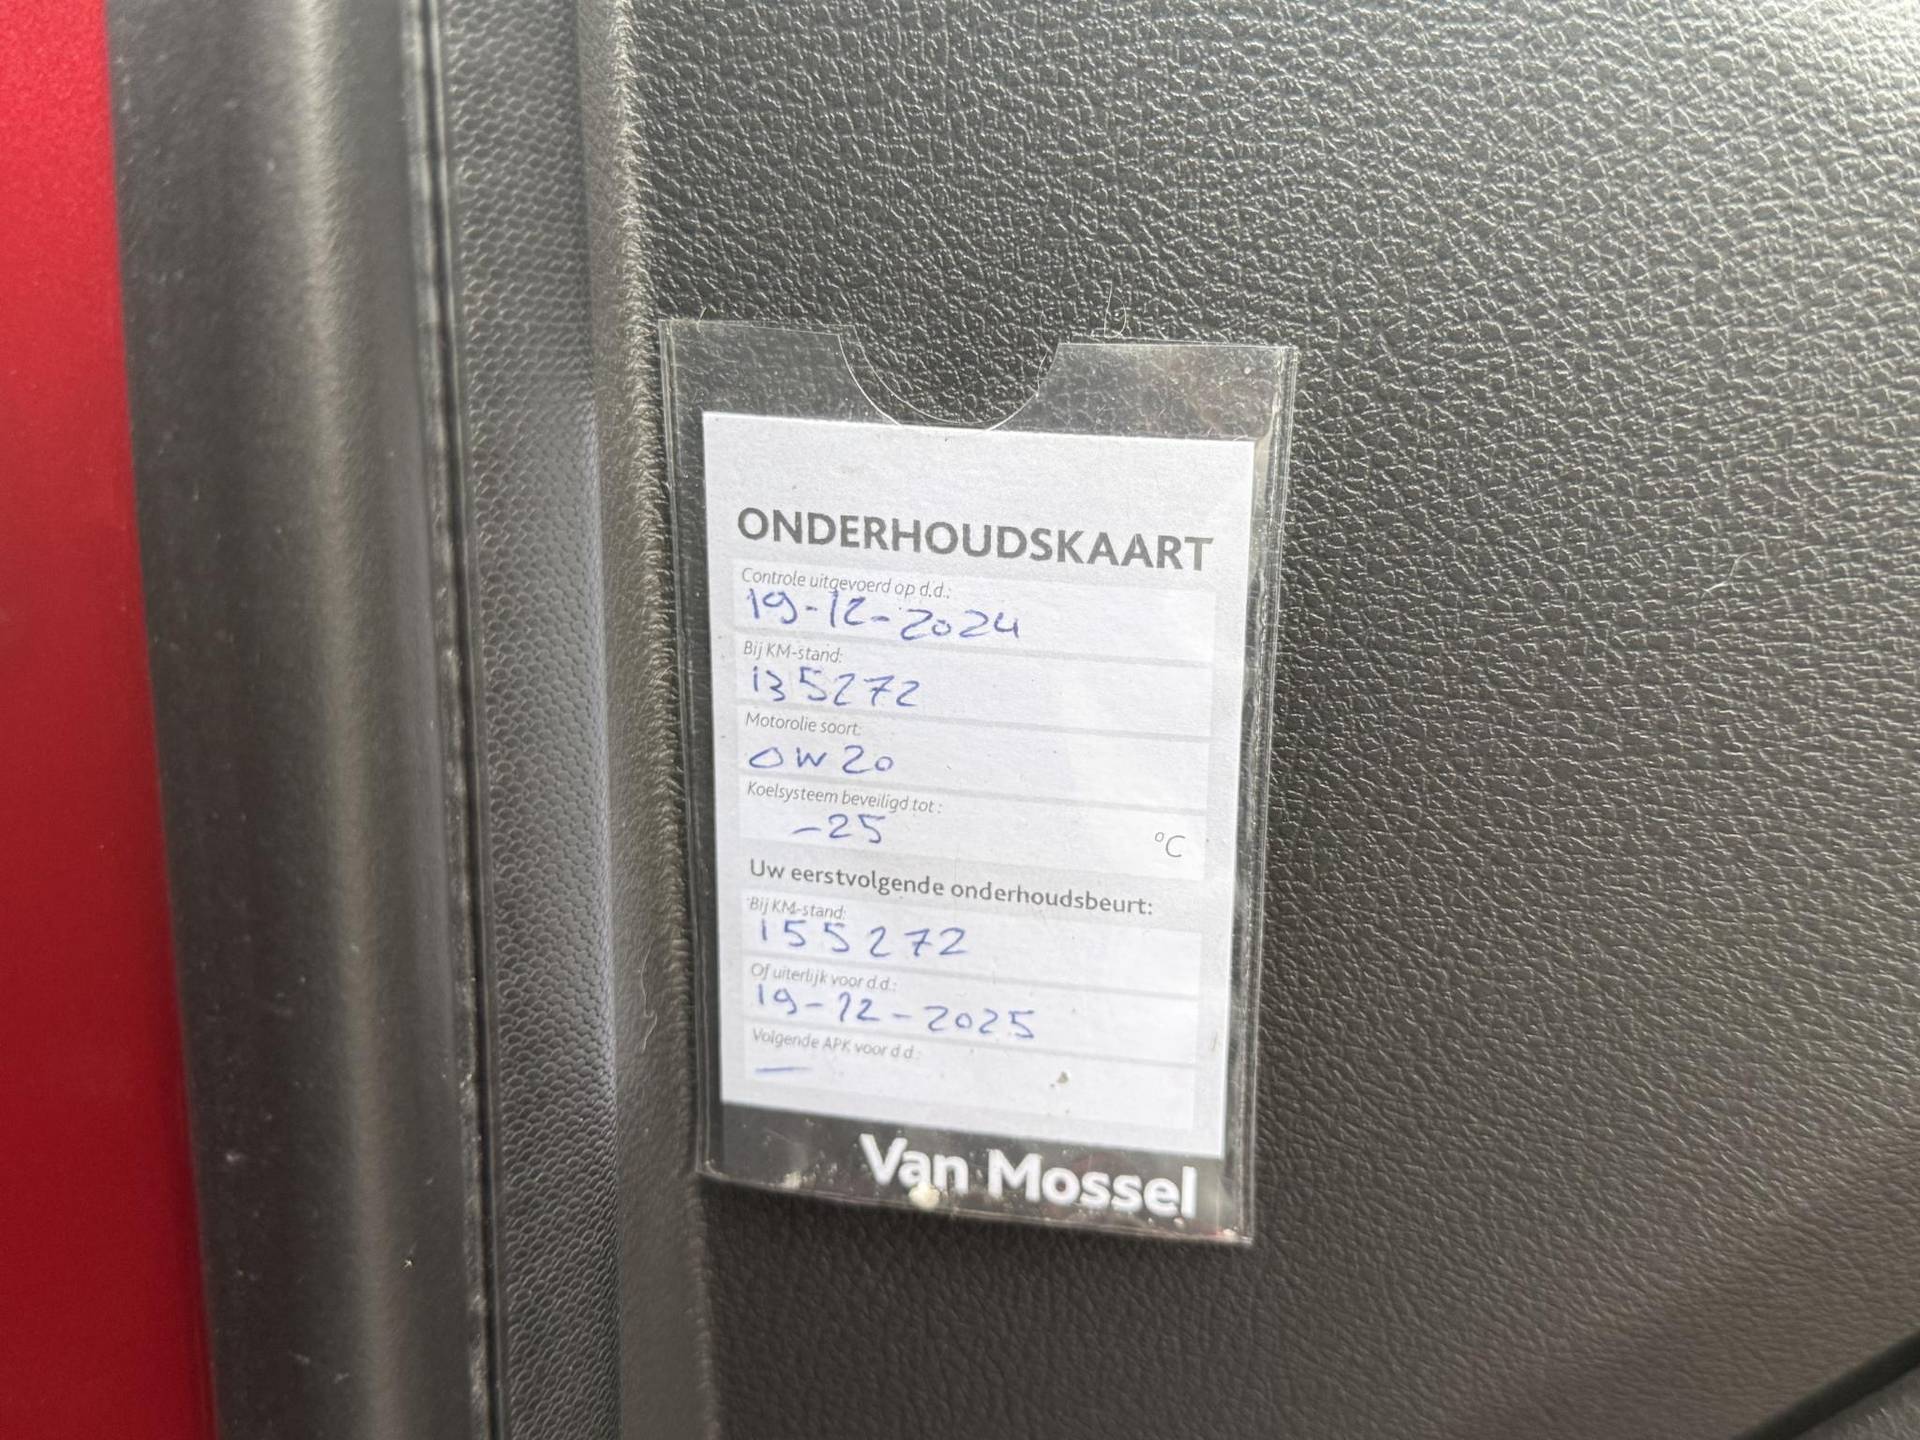 ONDERHOUDSKAART
Controle uitgevoerd op d.d.:
19-12-2024
Bij KM-stand:
135272
Motorolie soort:
0W20
Koelsysteem beveiligd tot :
-25 °C
Uw eerstvolgende onderhoudsbeurt:
Bij KM-stand:
155272
Of uiterlijk voor d.d.:
19-12-2025
Volgende APK voor d.d.:
—
Van Mossel